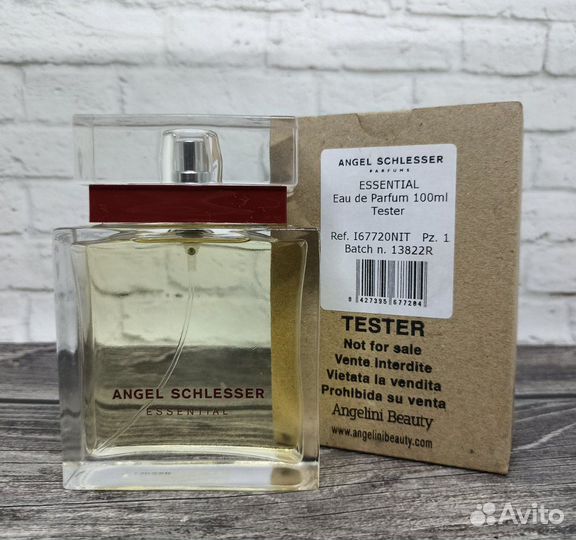 ANGEL SCHLESSER
PARFUMS
ESSENTIAL
Eau de Parfum 100ml
Tester
Ref. I67720NIT Pz. 1
Batch n. 13822R
8 427395 677204
TESTER
Not for sale
Vente Interdite
Vietata la vendita
Prohibida su venta
Angelini Beauty
www.angelinibeauty.com
ANGEL SCHLESSER
ESSENTIAL
Avito